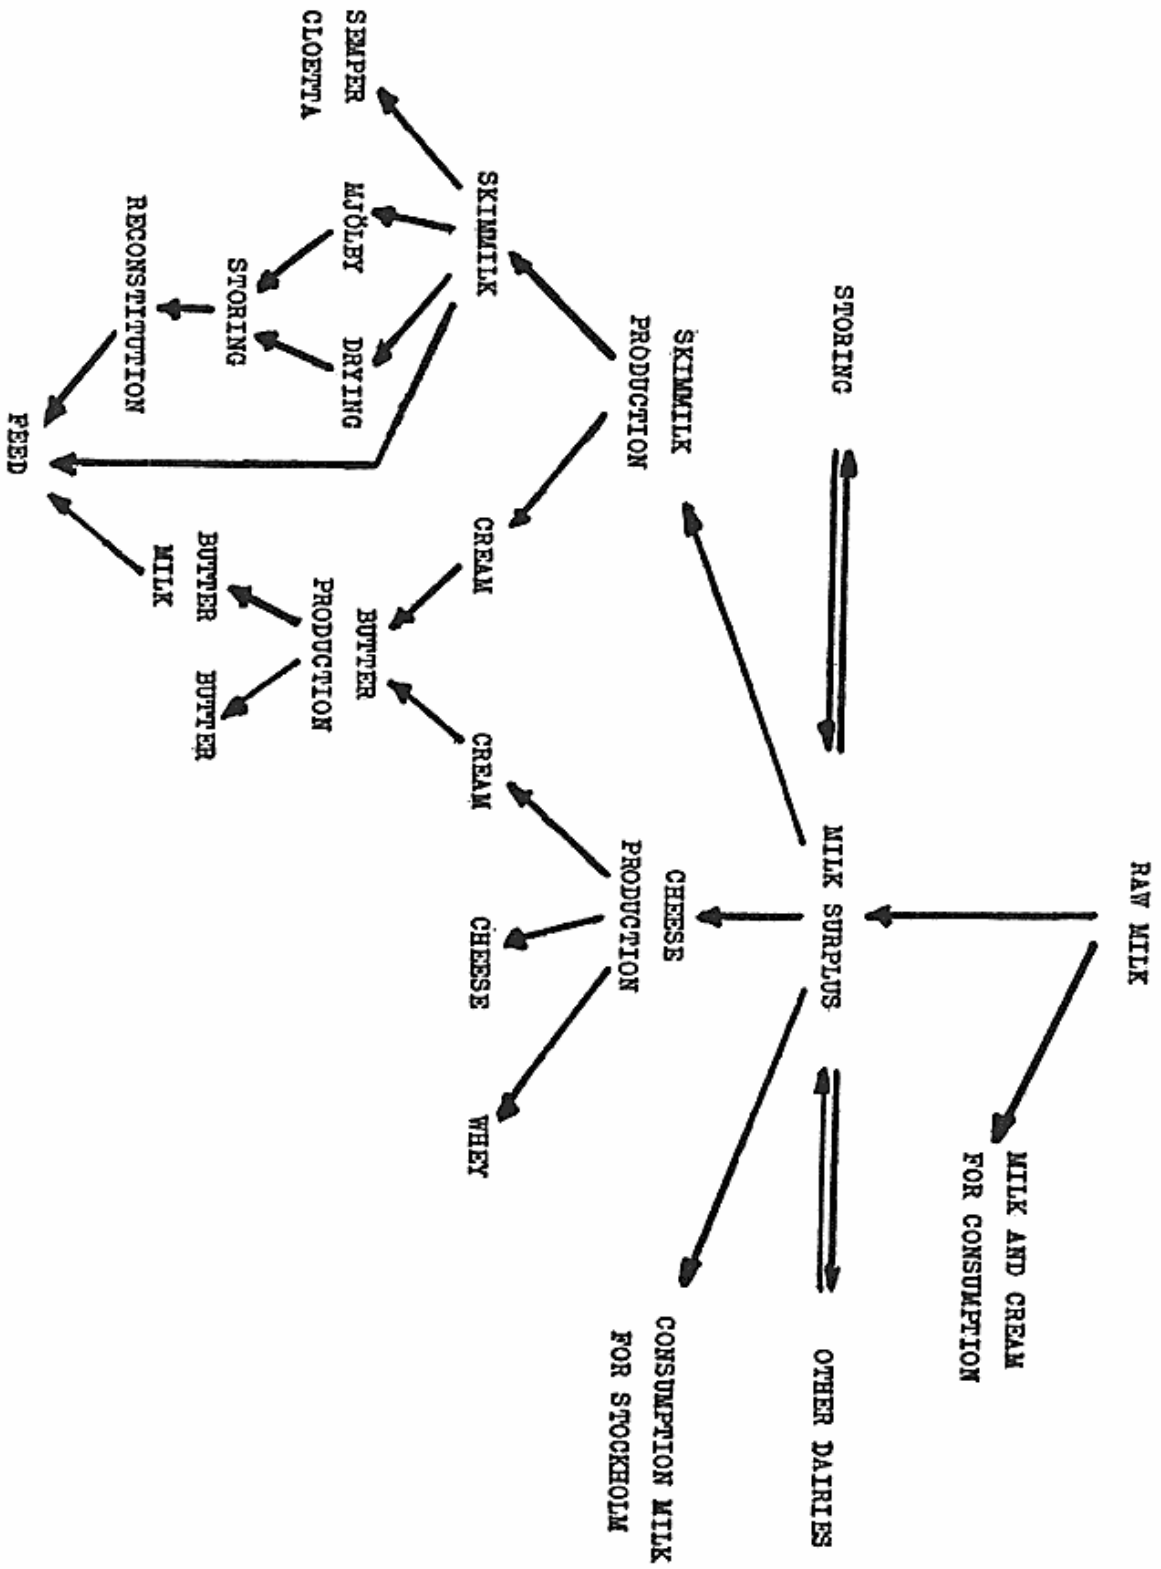 RAW MILK
MILK AND CREAM
FOR CONSUMPTION
STORING
MILK SURPLUS
OTHER DAIRIES
SKIMMILK
PRODUCTION
CHEESE
PRODUCTION
CONSUMPTION MILK
FOR STOCKHOLM
SKIMMILK
CREAM
CREAM
CHEESE
WHEY
SEMPER
CLOETTA
MJÖLBY
DRYING
BUTTER
PRODUCTION
STORING
BUTTER
MILK
BUTTER
RECONSTITUTION
FEED